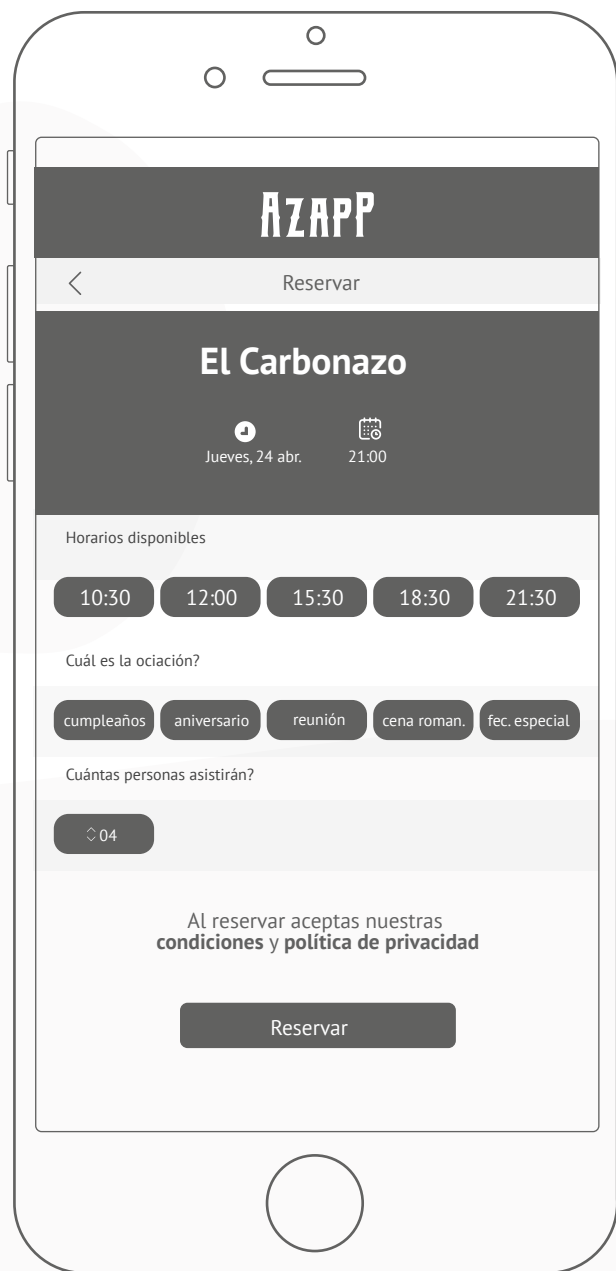 AZAPP
Reservar
El Carbonazo
Jueves, 24 abr. 21:00
Horarios disponibles
10:30 12:00 15:30 18:30 21:30
Cuál es la ociación?
cumpleaños aniversario reunión cena roman. fec. especial
Cuántas personas asistirán?
04
Al reservar aceptas nuestras
condiciones y política de privacidad
Reservar